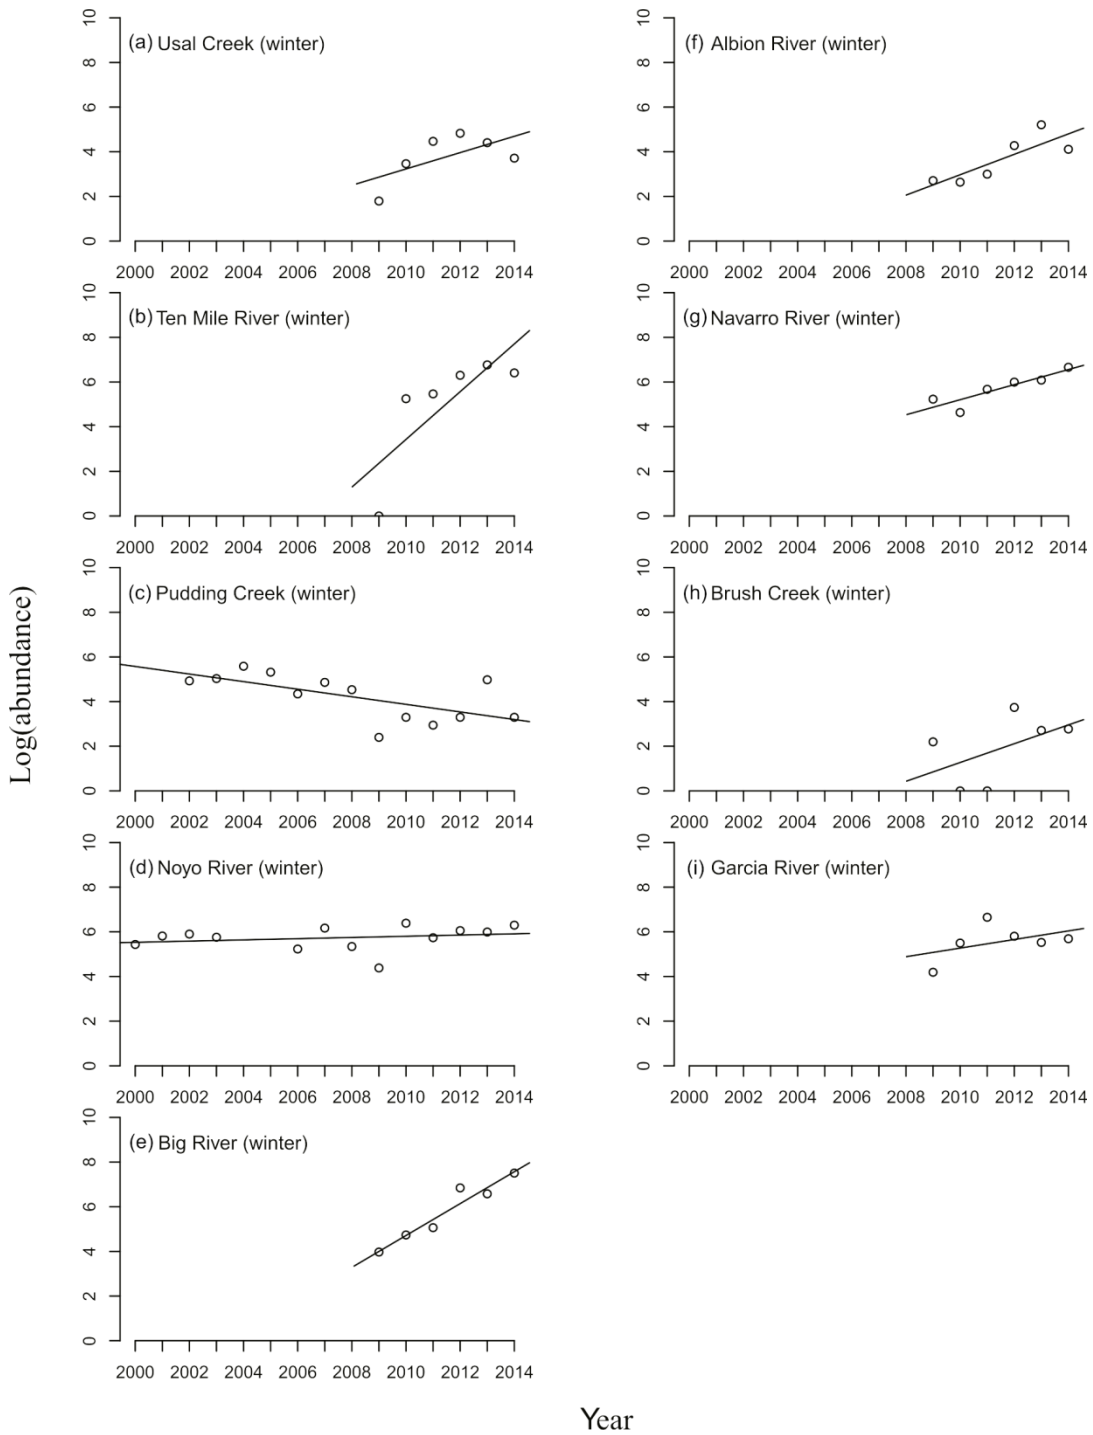 (a) Usal Creek (winter)
10
8
6
4
2
0
2000 2002 2004 2006 2008 2010 2012 2014
(b) Ten Mile River (winter)
10
8
6
4
2
0
2000 2002 2004 2006 2008 2010 2012 2014
(c) Pudding Creek (winter)
10
8
6
4
2
0
2000 2002 2004 2006 2008 2010 2012 2014
(d) Noyo River (winter)
10
8
6
4
2
0
2000 2002 2004 2006 2008 2010 2012 2014
(e) Big River (winter)
10
8
6
4
2
0
2000 2002 2004 2006 2008 2010 2012 2014
(f) Albion River (winter)
10
8
6
4
2
0
2000 2002 2004 2006 2008 2010 2012 2014
(g) Navarro River (winter)
10
8
6
4
2
0
2000 2002 2004 2006 2008 2010 2012 2014
(h) Brush Creek (winter)
10
8
6
4
2
0
2000 2002 2004 2006 2008 2010 2012 2014
(i) Garcia River (winter)
10
8
6
4
2
0
2000 2002 2004 2006 2008 2010 2012 2014
Log(abundance)
Year